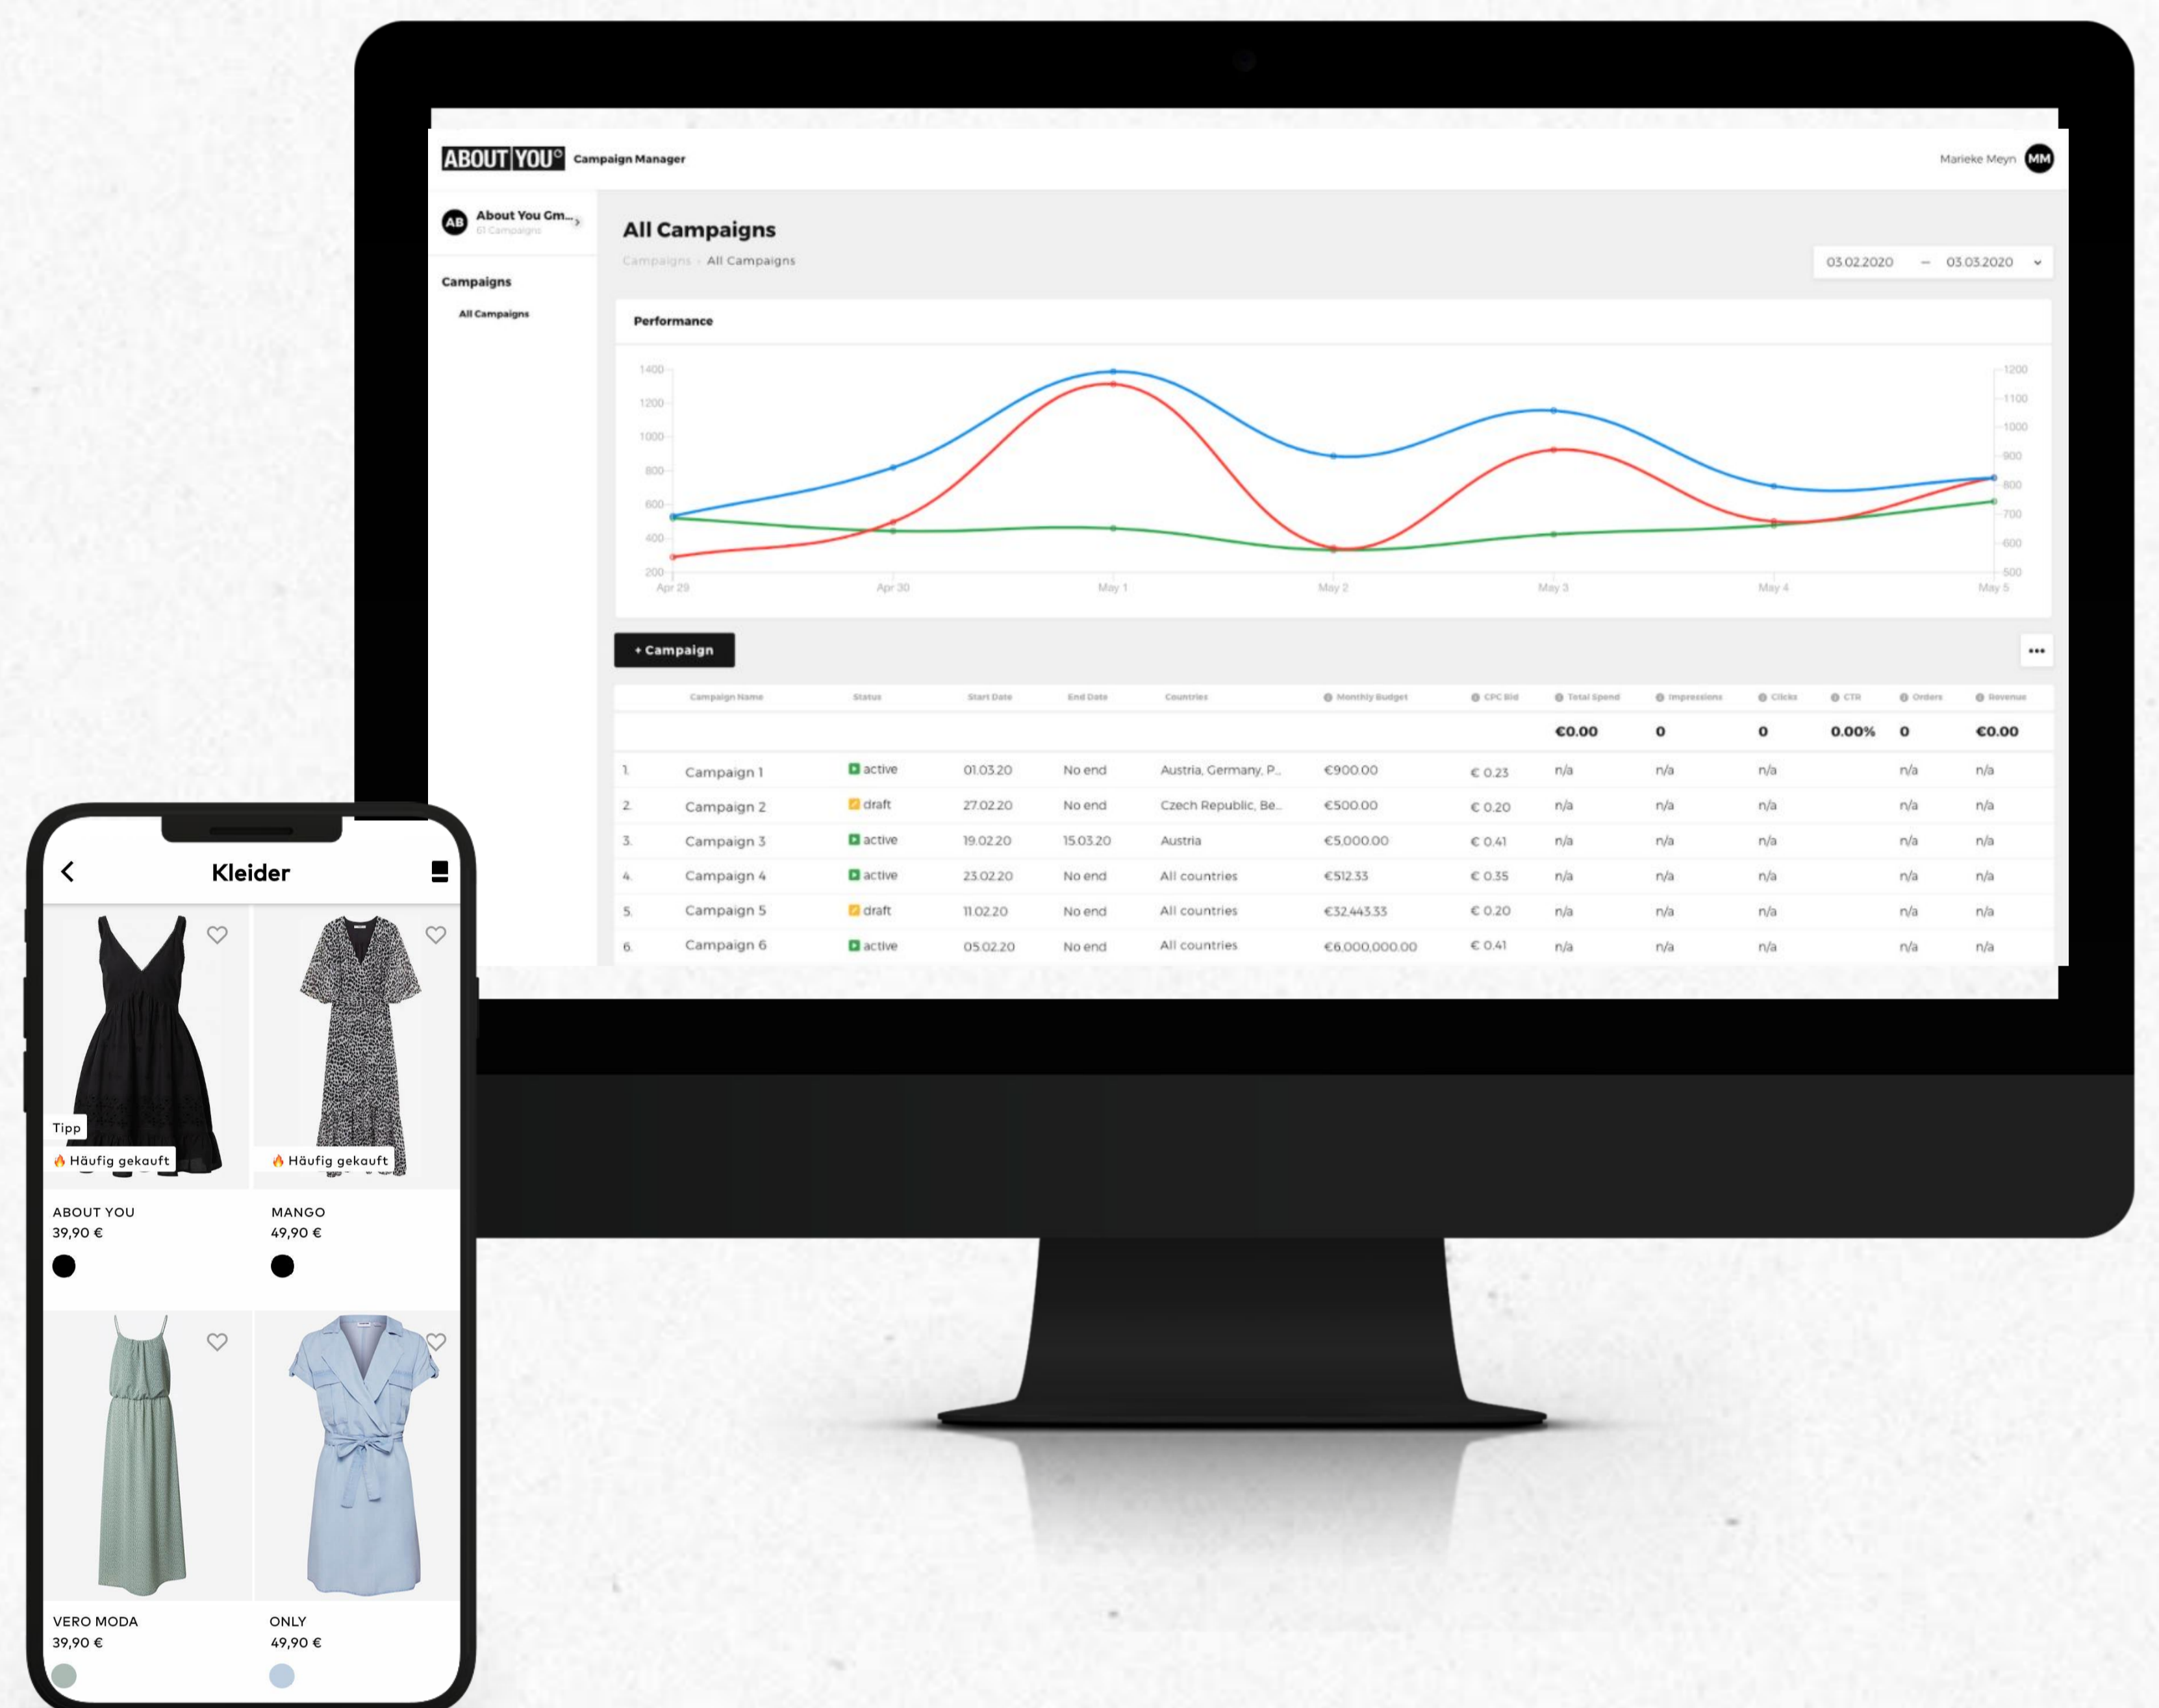 ABOUT YOU° Campaign Manager
Marieke Meyn MM
AB About You Gm...
61 Campaigns
Campaigns
All Campaigns
All Campaigns
Campaigns › All Campaigns
03.02.2020 — 03.03.2020
Performance
1400
1200
1000
800
600
400
200
1200
1100
1000
900
800
700
600
500
Apr 29 Apr 30 May 1 May 2 May 3 May 4 May 5
+ Campaign
Campaign Name Status Start Date End Date Countries Monthly Budget CPC Bid Total Spend Impressions Clicks CTR Orders Revenue
€0.00 0 0 0.00% 0 €0.00
1. Campaign 1 active 01.03.20 No end Austria, Germany, P... €900.00 € 0.23 n/a n/a n/a n/a n/a
2. Campaign 2 draft 27.02.20 No end Czech Republic, Be... €500.00 € 0.20 n/a n/a n/a n/a n/a
3. Campaign 3 active 19.02.20 15.03.20 Austria €5,000.00 € 0.41 n/a n/a n/a n/a n/a
4. Campaign 4 active 23.02.20 No end All countries €512.33 € 0.35 n/a n/a n/a n/a n/a
5. Campaign 5 draft 11.02.20 No end All countries €32,443.33 € 0.20 n/a n/a n/a n/a n/a
6. Campaign 6 active 05.02.20 No end All countries €6,000,000.00 € 0.41 n/a n/a n/a n/a n/a
Kleider
Tipp
🔥 Häufig gekauft
🔥 Häufig gekauft
ABOUT YOU
39,90 €
MANGO
49,90 €
VERO MODA
39,90 €
ONLY
49,90 €